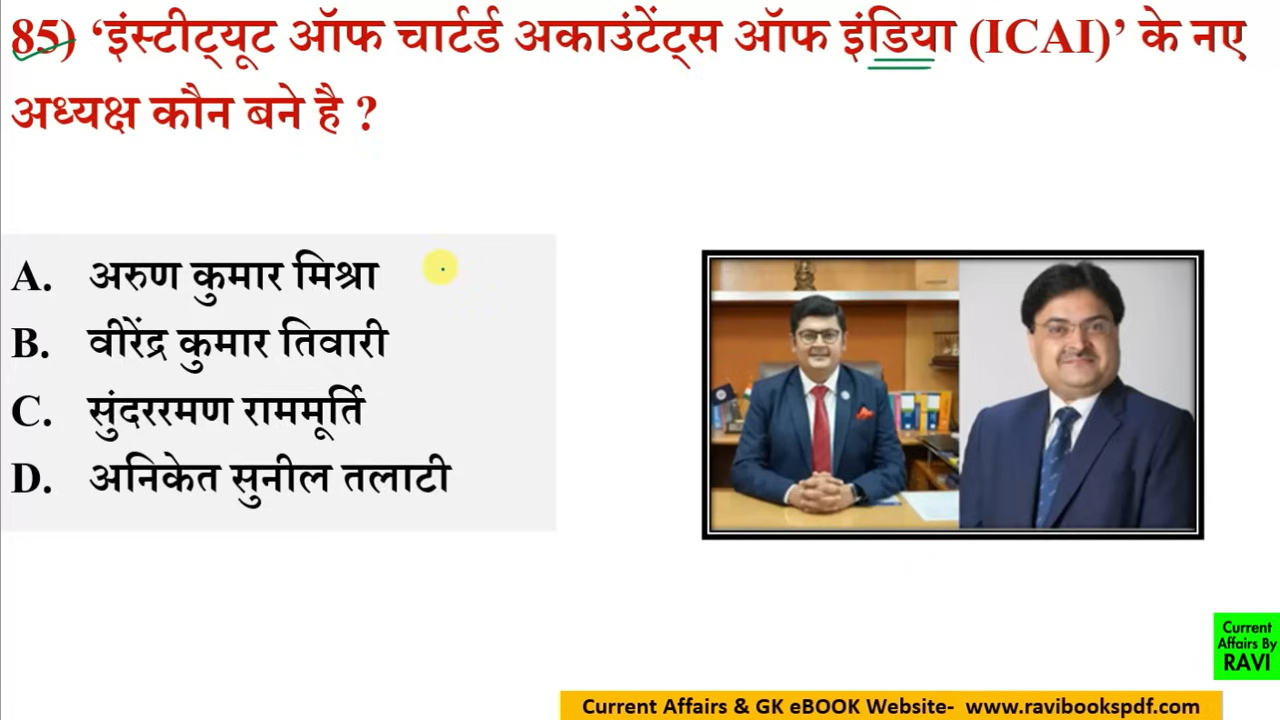 85) ‘इंस्टीट्यूट ऑफ चार्टर्ड अकाउंटेंट्स ऑफ इंडिया (ICAI)’ के नए
अध्यक्ष कौन बने है ?
A. अरुण कुमार मिश्रा
B. वीरेंद्र कुमार तिवारी
C. सुंदररमण राममूर्ति
D. अनिकेत सुनील तलाटी
Current
Affairs By
RAVI
Current Affairs & GK eBOOK Website- www.ravibookspdf.com